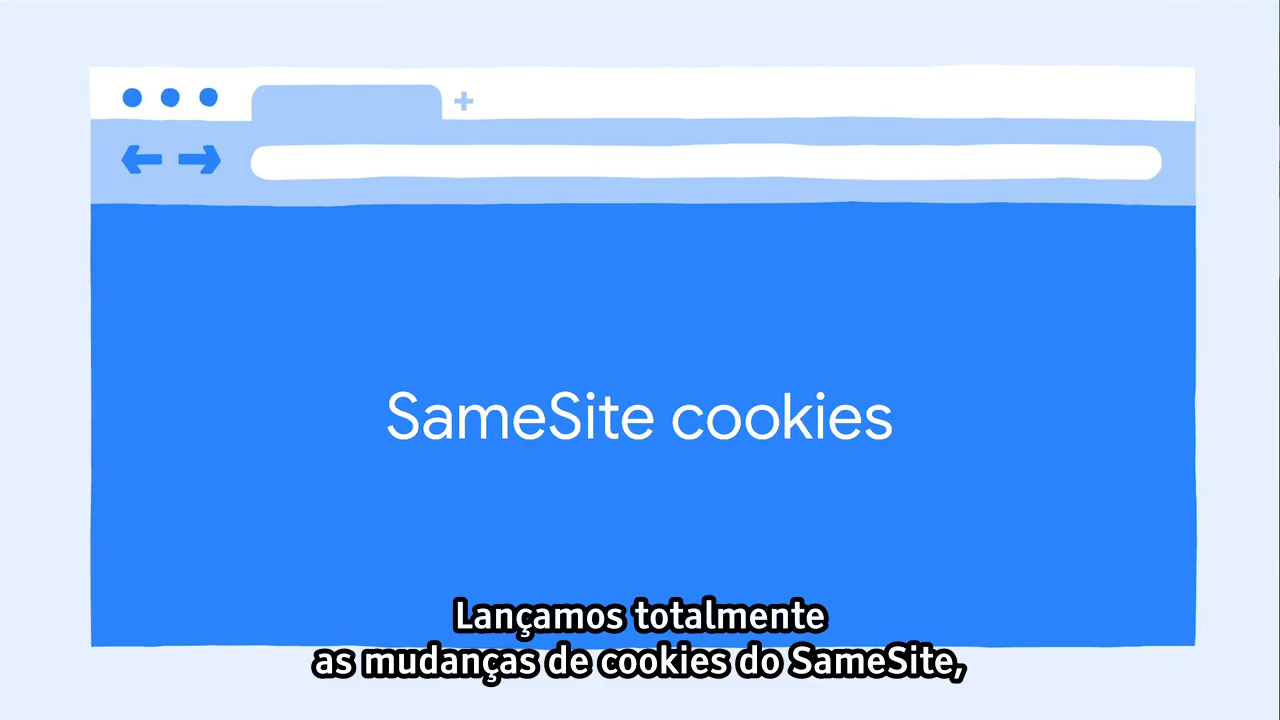 SameSite cookies
Lançamos totalmente
as mudanças de cookies do SameSite,